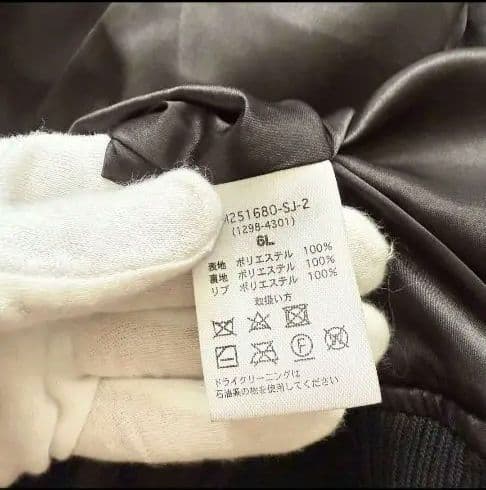 M251680-SJ-2
(1298-4301)
6L
表地 ポリエステル 100%
裏地 ポリエステル 100%
リブ ポリエステル 100%
取扱い方
ドライクリーニングは
石油系の物を使用してください